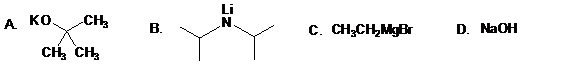 A. KO CH₃ CH₃ CH₃ B. Li N C. CH₃CH₂MgBr D. NaOH